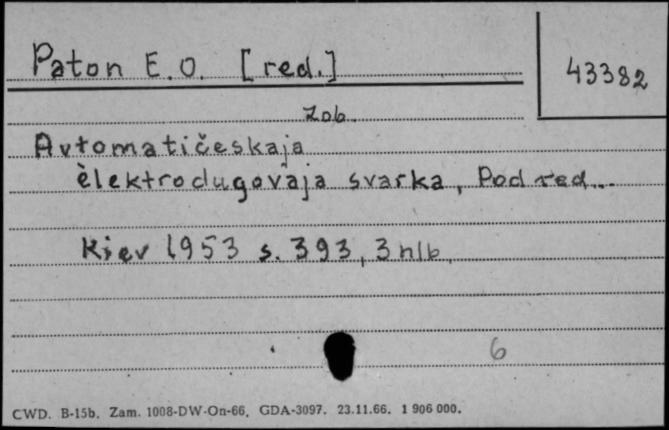 Paton E.O. [red.]
43382
zob.
Avtomatičeskaja
èlektrodugovaja svarka, Pod red...
Kiev 1953 s. 393, 3 nlb.
6
CWD. B-15b. Zam. 1008-DW-On-66. GDA-3097. 23.11.66. 1 906 000.